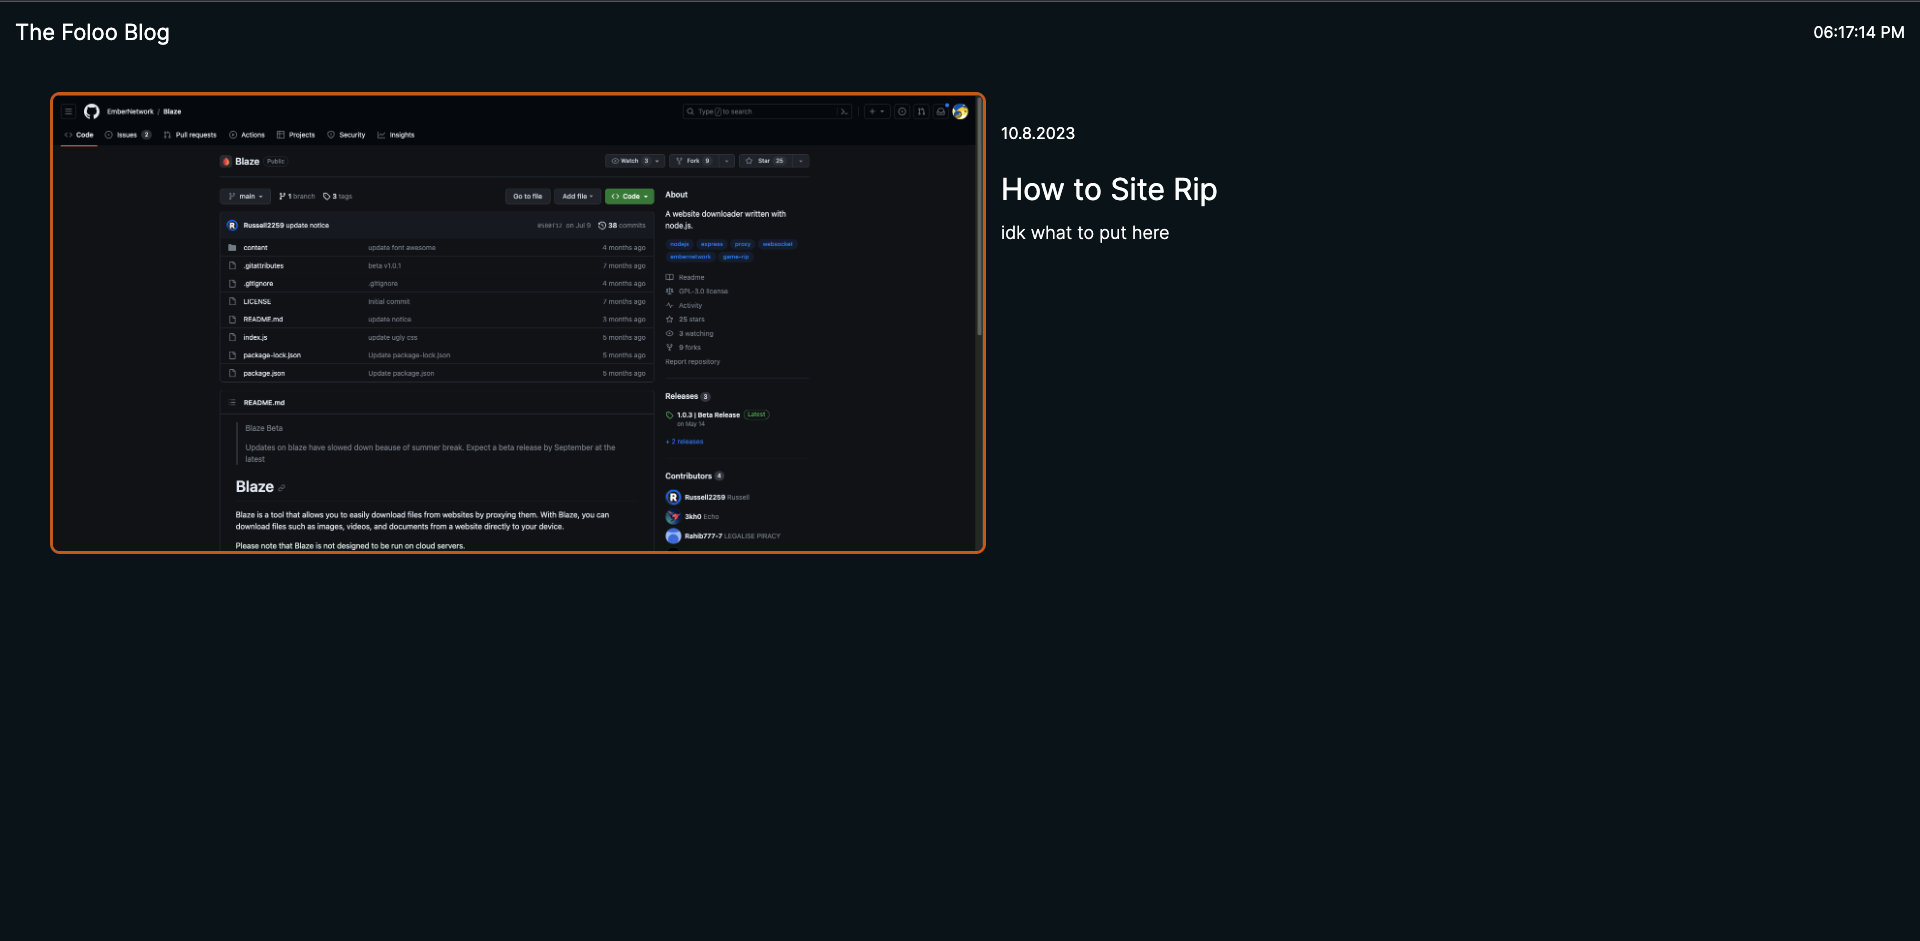 The Foloo Blog
06:17:14 PM
EmberNetwork / Blaze
Type / to search
Code
Issues 2
Pull requests
Actions
Projects
Security
Insights
Blaze Public
Watch 3
Fork 9
Star 25
main
1 branch
3 tags
Go to file
Add file
Code
Russell2259 update notice
on Jul 9
38 commits
content update font awesome 4 months ago
.gitattributes beta v1.0.1 7 months ago
.gitignore .gitignore 4 months ago
LICENSE Initial commit 7 months ago
README.md update notice 3 months ago
index.js update ugly css 5 months ago
package-lock.json Update package-lock.json 5 months ago
package.json Update package.json 5 months ago
README.md
Blaze Beta
Updates on blaze have slowed down beause of summer break. Expect a beta release by September at the
latest
Blaze
Blaze is a tool that allows you to easily download files from websites by proxying them. With Blaze, you can
download files such as images, videos, and documents from a website directly to your device.
Please note that Blaze is not designed to be run on cloud servers.
About
A website downloader written with
node.js.
nodejs express proxy websocket
embernetwork game-rip
Readme
GPL-3.0 license
Activity
25 stars
3 watching
9 forks
Report repository
Releases 3
1.0.3 | Beta Release Latest
on May 14
+ 2 releases
Contributors 4
R Russell2259 Russell
3kh0 Echo
Rahib777-7 LEGALISE PIRACY
10.8.2023
How to Site Rip
idk what to put here